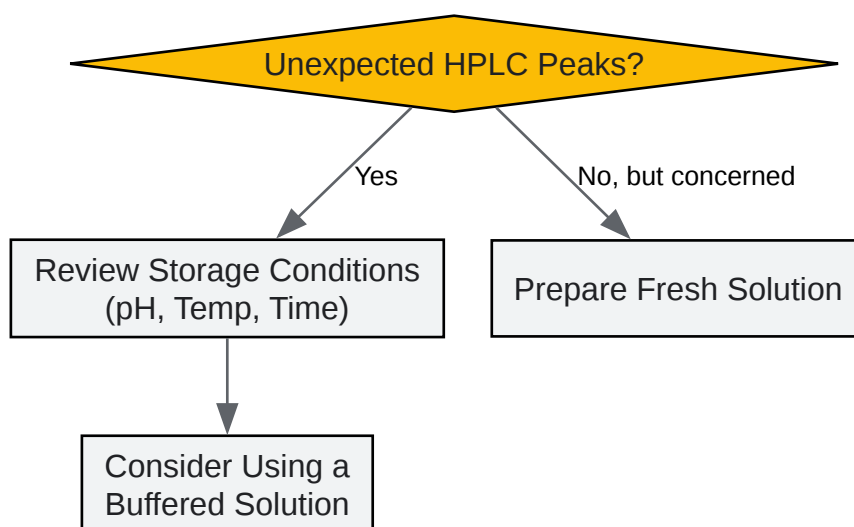 Unexpected HPLC Peaks?
Yes
No, but concerned
Review Storage Conditions
(pH, Temp, Time)
Prepare Fresh Solution
Consider Using a
Buffered Solution